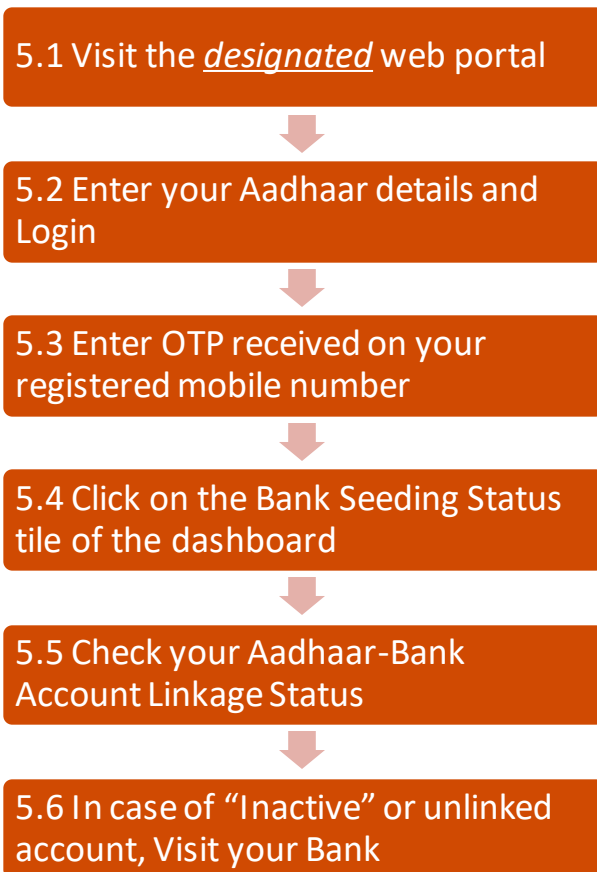 5.1 Visit the designated web portal
5.2 Enter your Aadhaar details and
Login
5.3 Enter OTP received on your
registered mobile number
5.4 Click on the Bank Seeding Status
tile of the dashboard
5.5 Check your Aadhaar-Bank
Account Linkage Status
5.6 In case of “Inactive” or unlinked
account, Visit your Bank